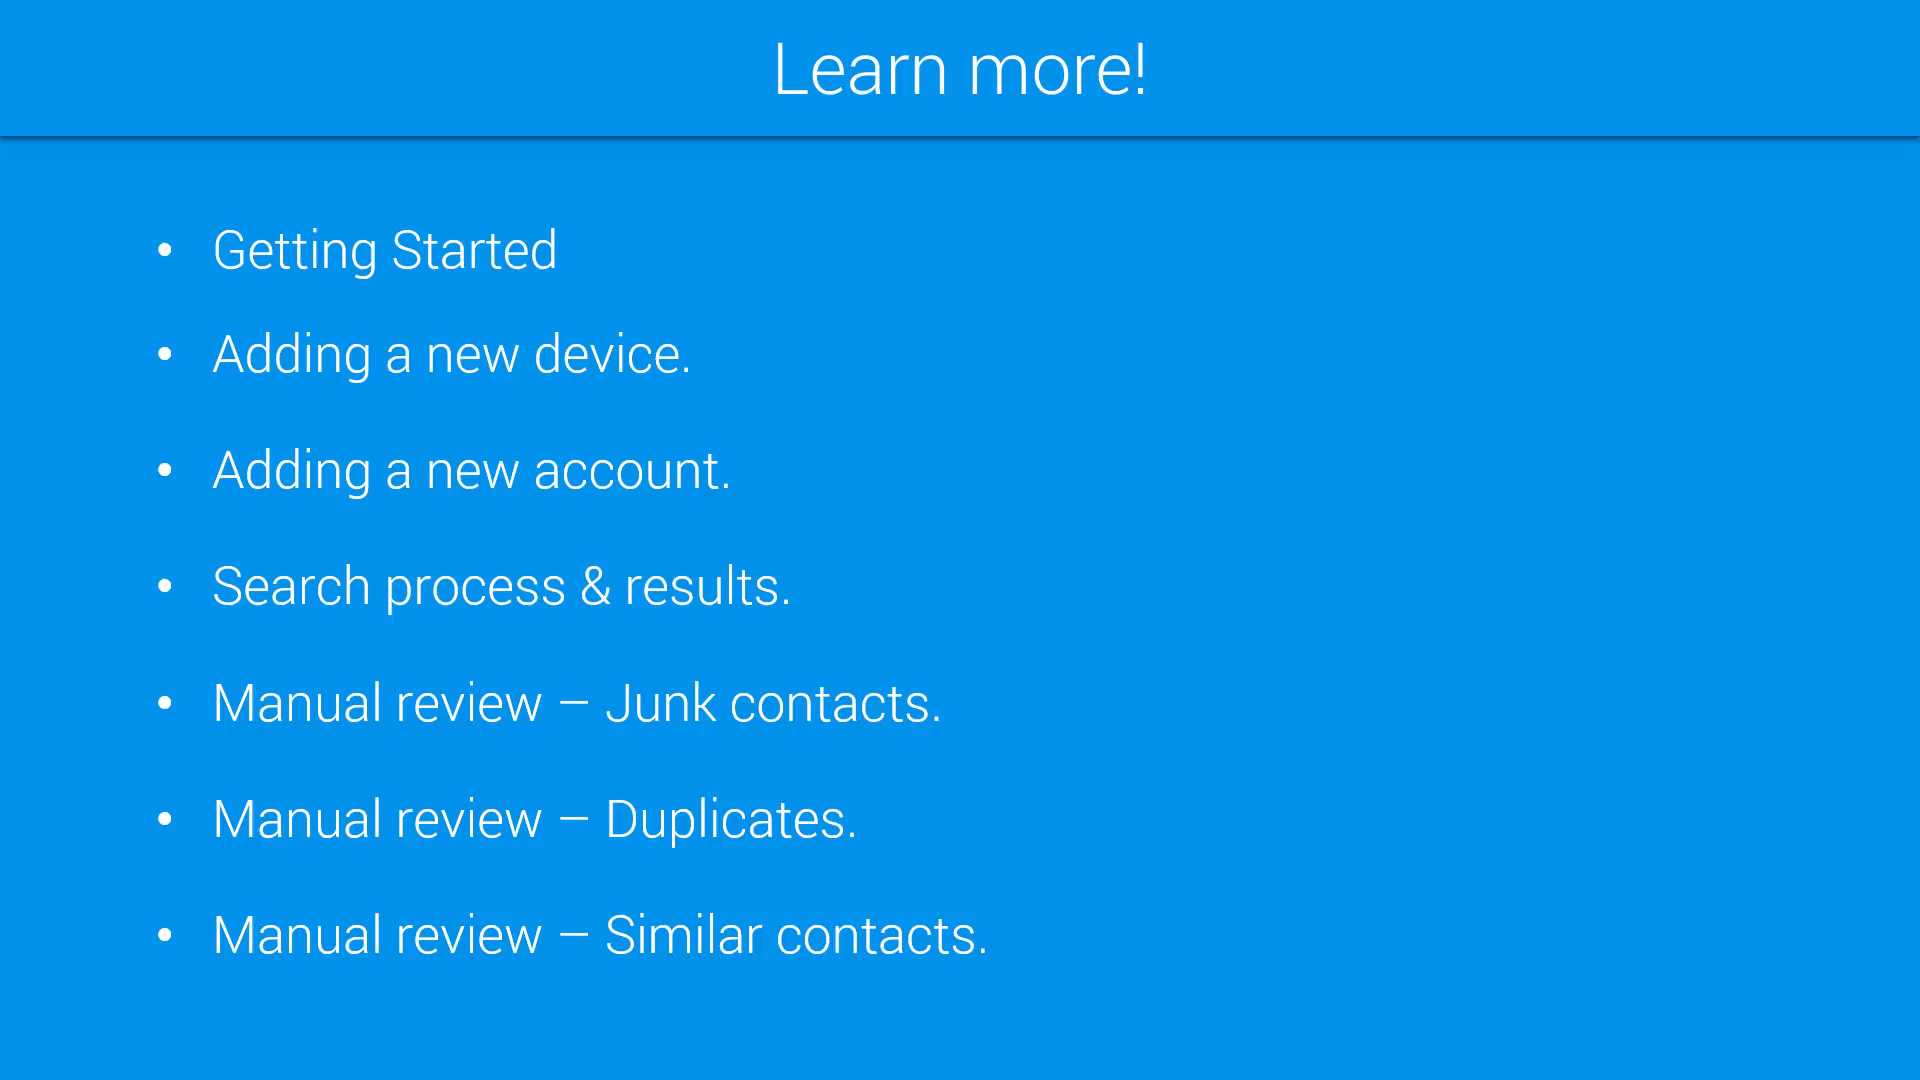 Learn more!
• Getting Started
• Adding a new device.
• Adding a new account.
• Search process & results.
• Manual review – Junk contacts.
• Manual review – Duplicates.
• Manual review – Similar contacts.